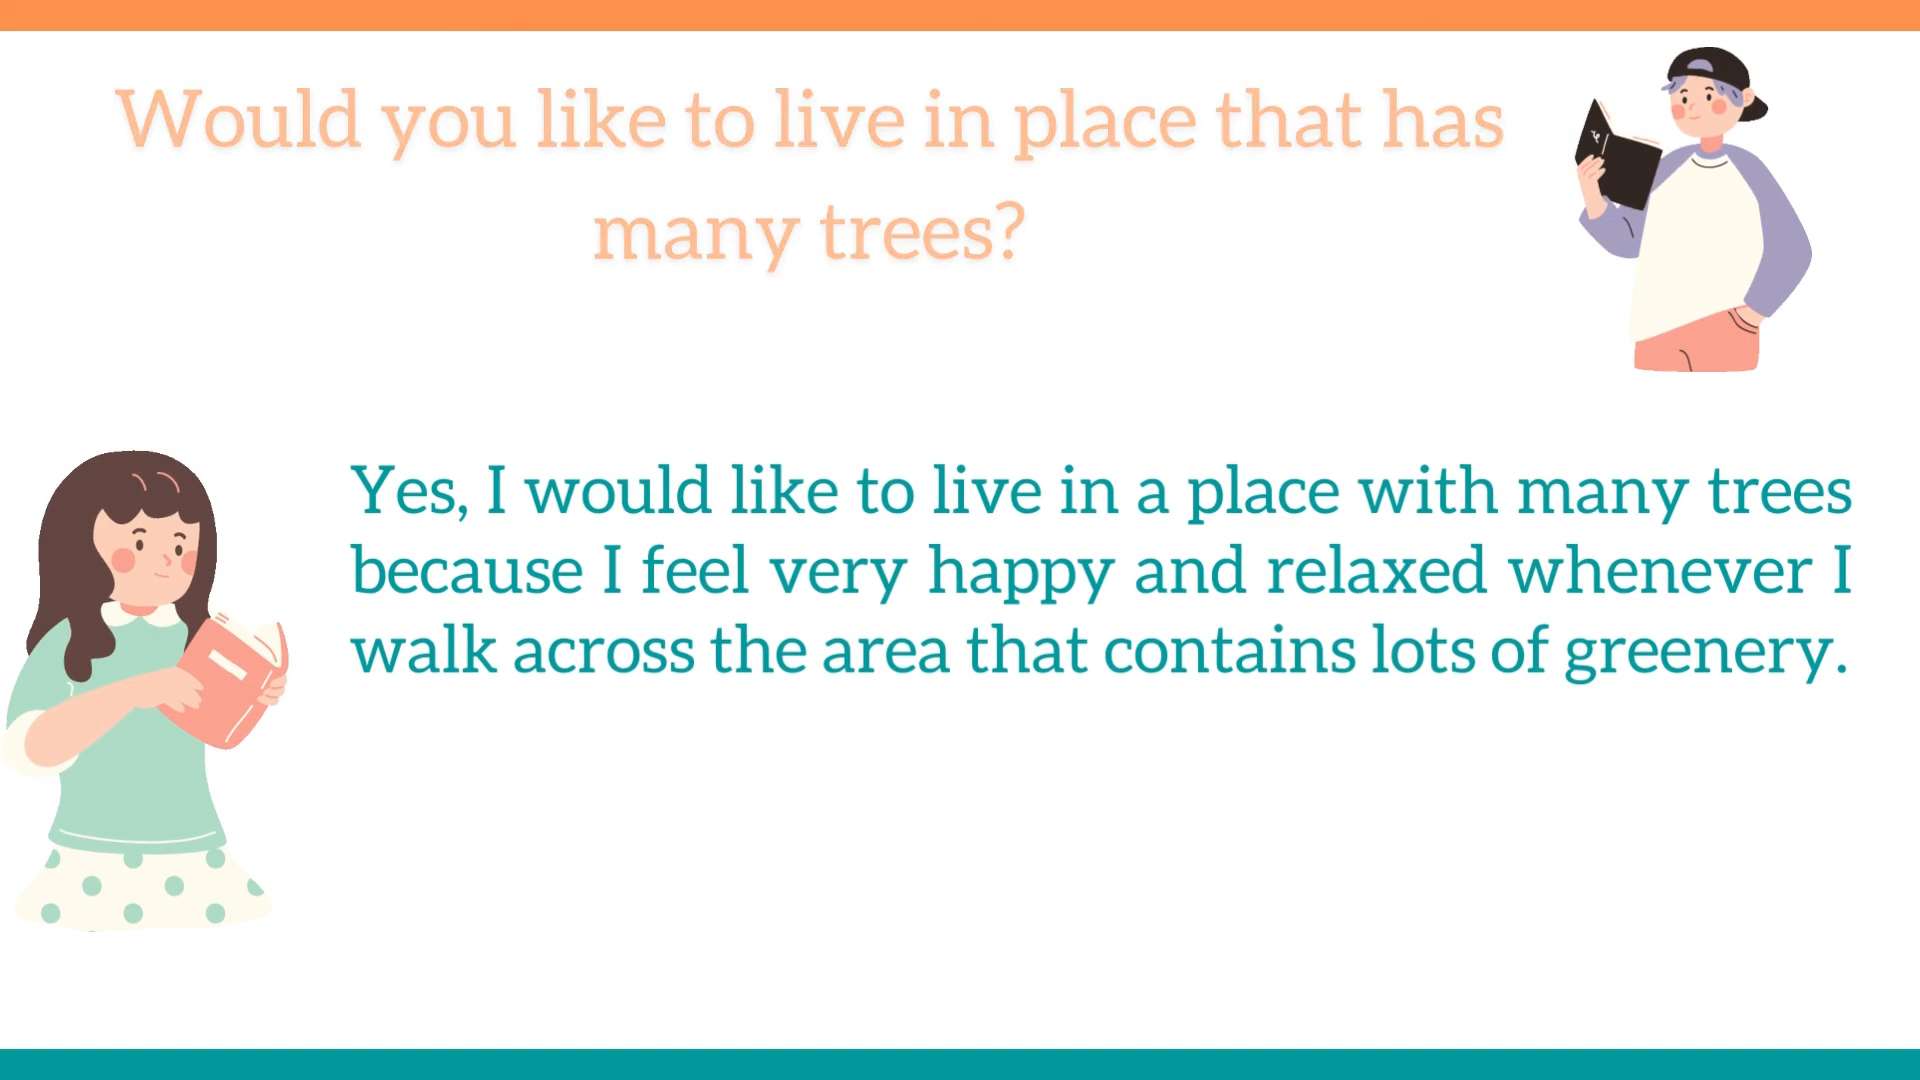 Would you like to live in place that has
many trees?
Yes, I would like to live in a place with many trees
because I feel very happy and relaxed whenever I
walk across the area that contains lots of greenery.